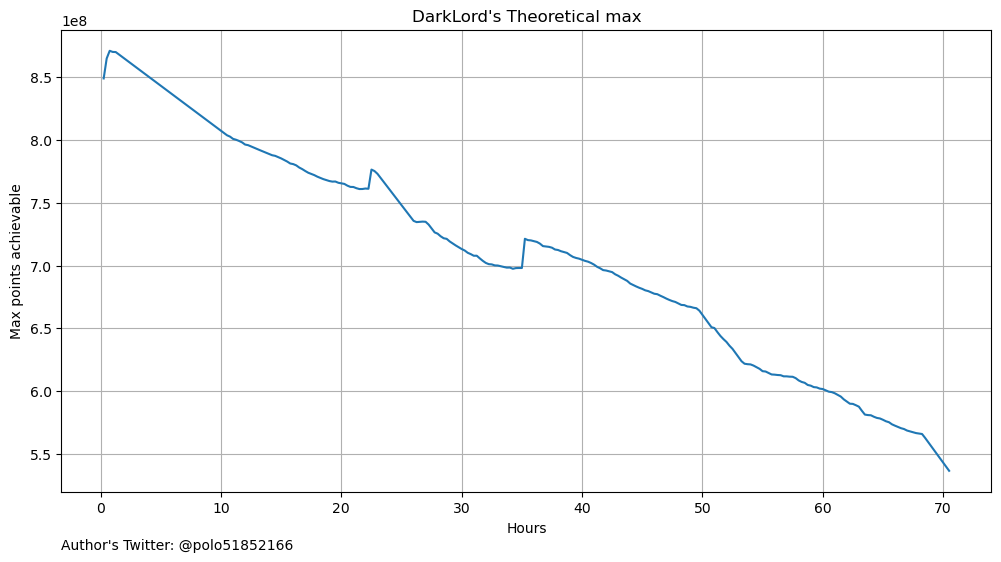 DarkLord's Theoretical max
1e8
8.5
8.0
7.5
7.0
6.5
6.0
5.5
Max points achievable
0 10 20 30 40 50 60 70
Hours
Author's Twitter: @polo51852166